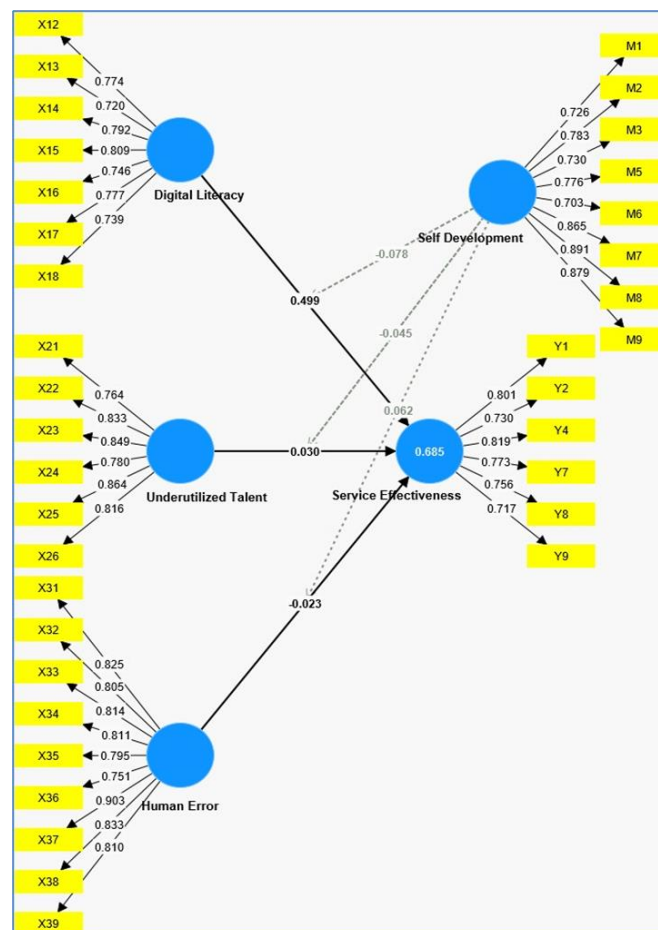 X12
X13
X14
X15
X16
X17
X18
0.774
0.720
0.792
0.809
0.746
0.777
0.739
Digital Literacy
M1
M2
M3
M5
M6
M7
M8
M9
0.726
0.783
0.730
0.776
0.703
0.865
0.891
0.879
Self Development
-0.078
0.499
-0.045
0.062
X21
X22
X23
X24
X25
X26
0.764
0.833
0.849
0.780
0.864
0.816
Underutilized Talent
0.030
0.685
Service Effectiveness
Y1
Y2
Y4
Y7
Y8
Y9
0.801
0.730
0.819
0.773
0.756
0.717
X31
X32
X33
X34
X35
X36
X37
X38
X39
0.825
0.805
0.814
0.811
0.795
0.751
0.903
0.833
0.810
Human Error
-0.023